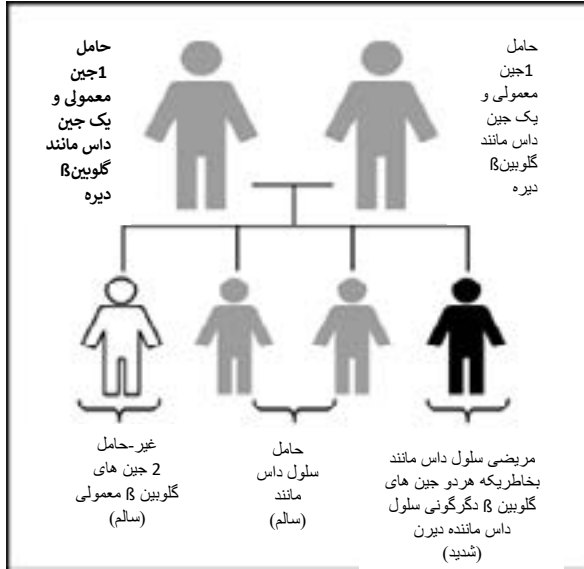 حامل
1جین
معمولی و
یک جین
داس مانند
گلوبینß
دیره
حامل
1جین
معمولی و
یک جین
داس مانند
گلوبینß
دیره
مریضی سلول داس مانند
بخاطریکه هردو جین های
گلوبین ß دگرگونی سلول
داس ماننده دیرن
(شدید)
حامل
سلول داس
مانند
(سالم)
غیر-حامل
2 جین های
گلوبین ß معمولی
(سالم)